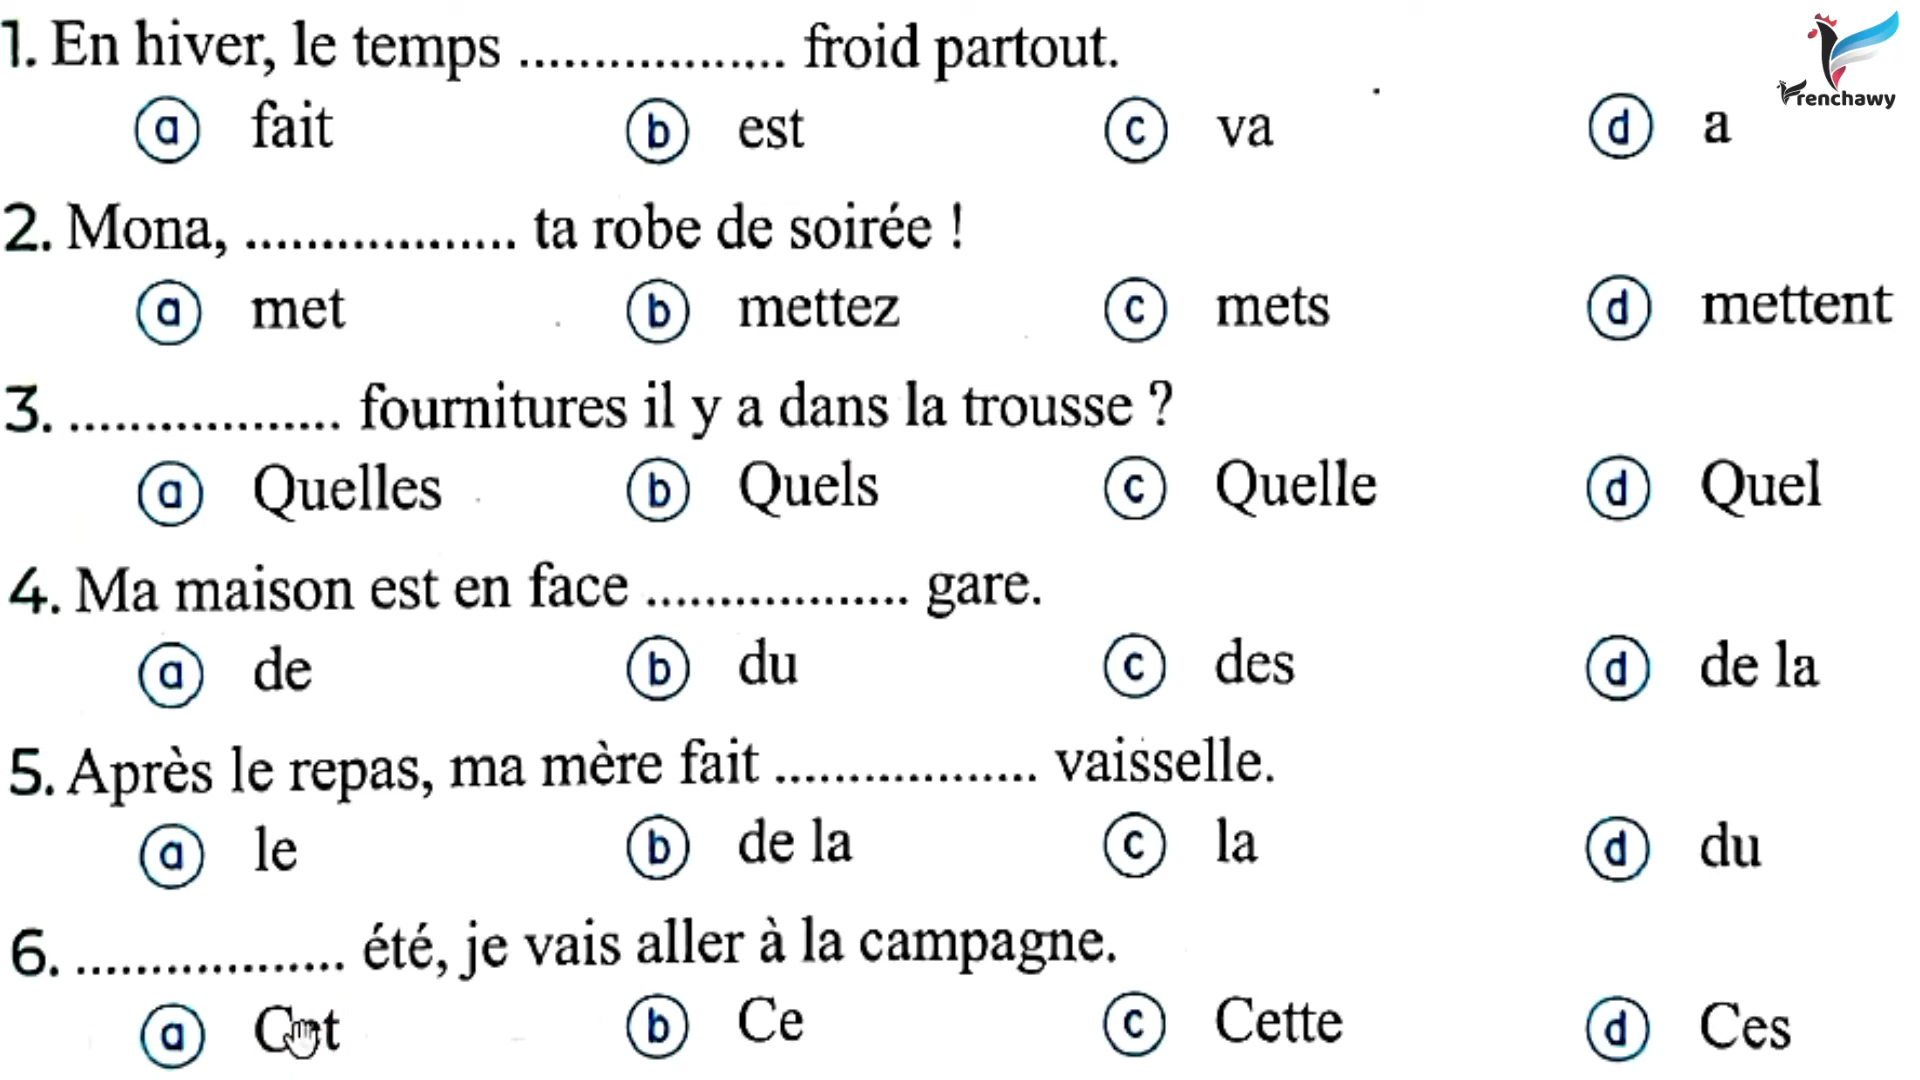 1. En hiver, le temps .................. froid partout.
a fait b est c va d a
2. Mona, .................. ta robe de soirée !
a met b mettez c mets d mettent
3. .................. fournitures il y a dans la trousse ?
a Quelles b Quels c Quelle d Quel
4. Ma maison est en face .................. gare.
a de b du c des d de la
5. Après le repas, ma mère fait .................. vaisselle.
a le b de la c la d du
6. .................. été, je vais aller à la campagne.
a Cet b Ce c Cette d Ces
Frenchawy